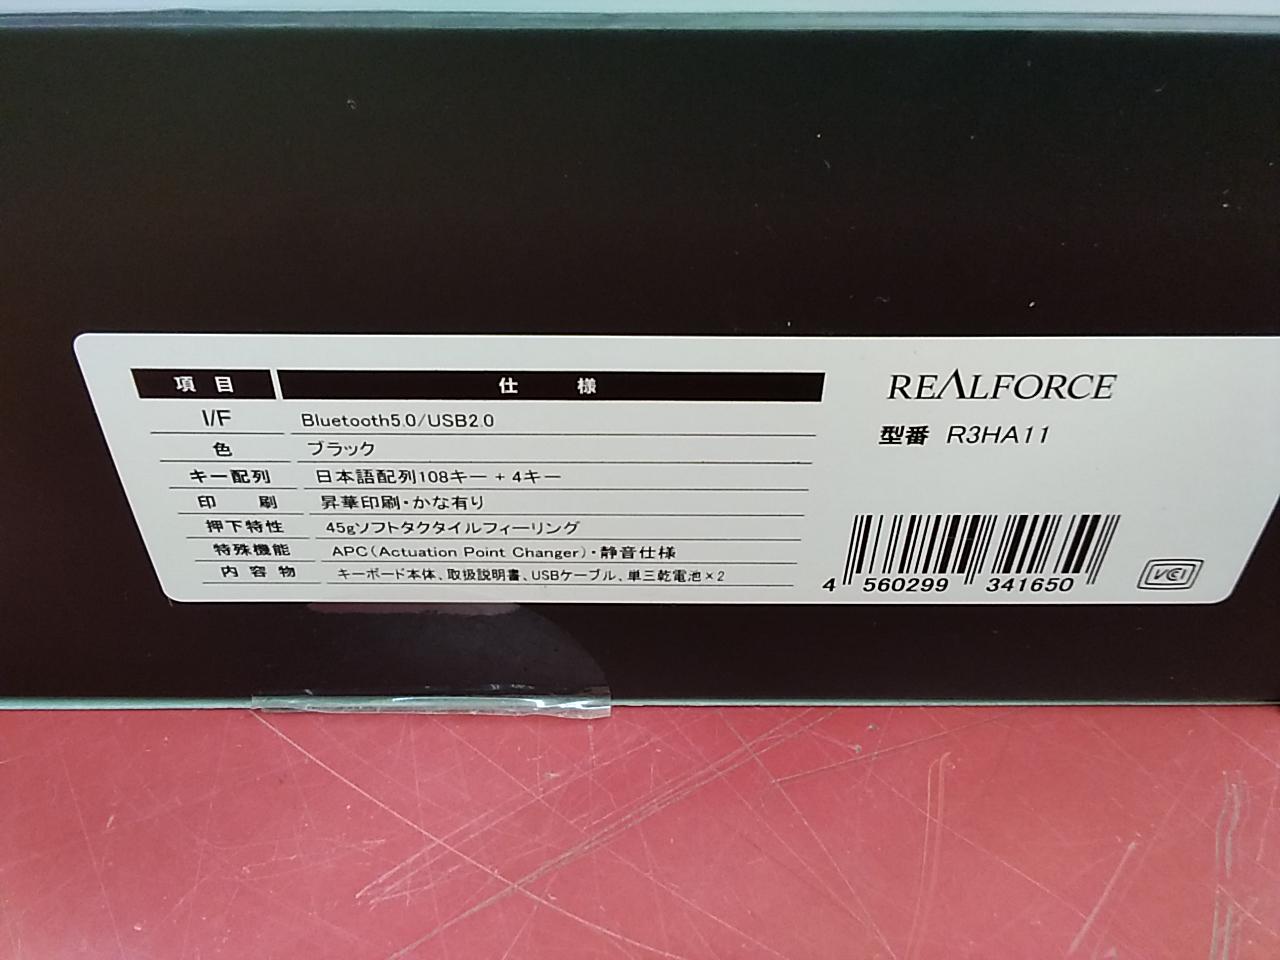 項目 仕様
I/F Bluetooth5.0/USB2.0
色 ブラック
キー配列 日本語配列108キー + 4キー
印刷 昇華印刷・かな有り
押下特性 45gソフトタクタイルフィーリング
特殊機能 APC(Actuation Point Changer)・静音仕様
内容物 キーボード本体、取扱説明書、USBケーブル、単三乾電池×2
REALFORCE
型番 R3HA11
4 560299 341650
VCI